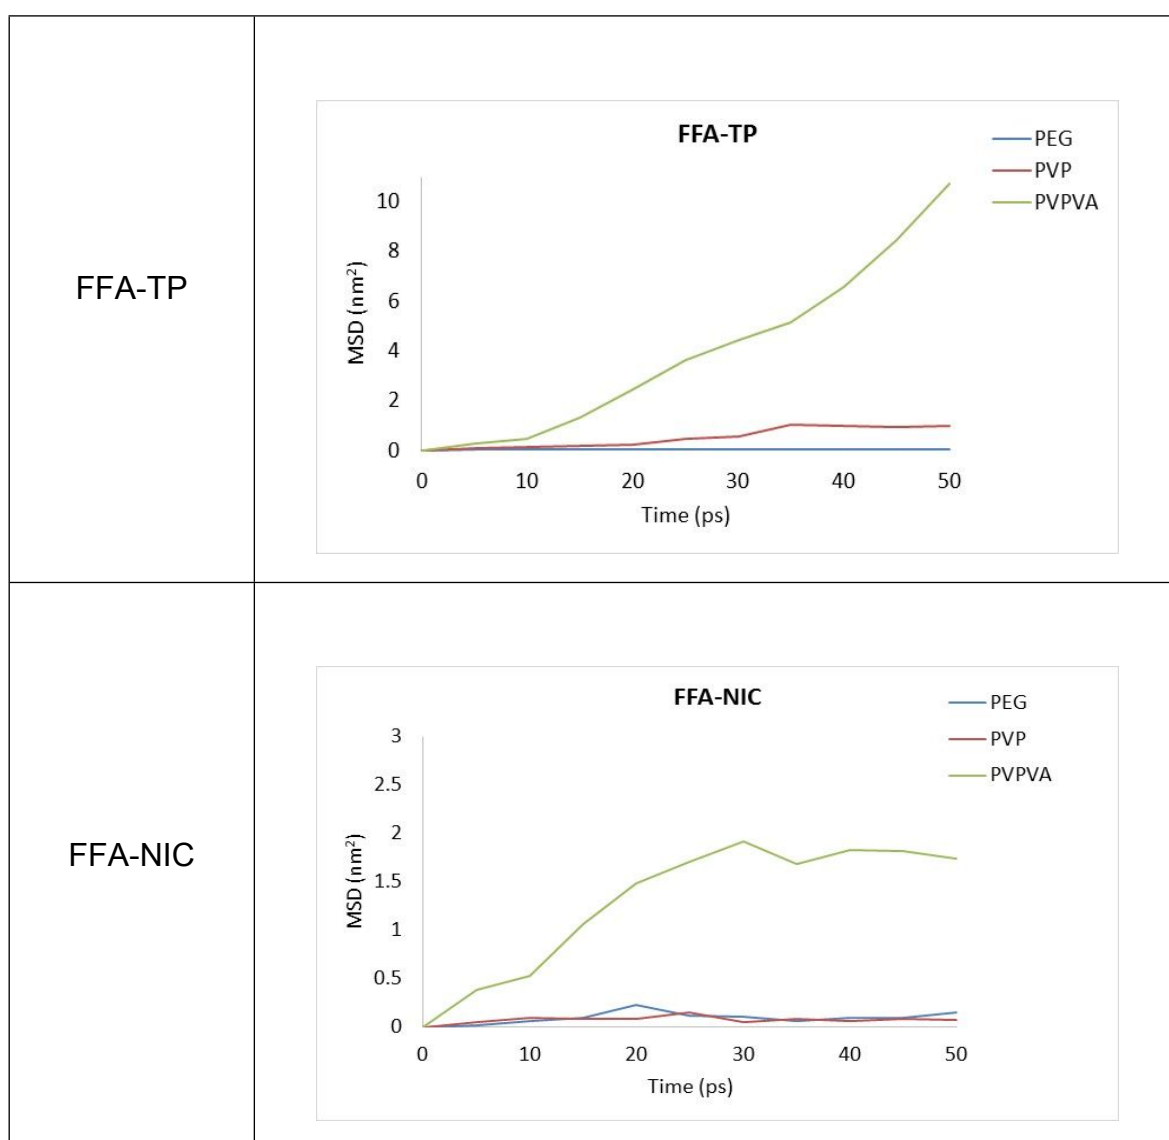 FFA-TP
FFA-TP
PEG
PVP
PVPVA
MSD (nm²)
10
8
6
4
2
0
0 10 20 30 40 50
Time (ps)
FFA-NIC
FFA-NIC
PEG
PVP
PVPVA
MSD (nm²)
3
2.5
2
1.5
1
0.5
0
0 10 20 30 40 50
Time (ps)